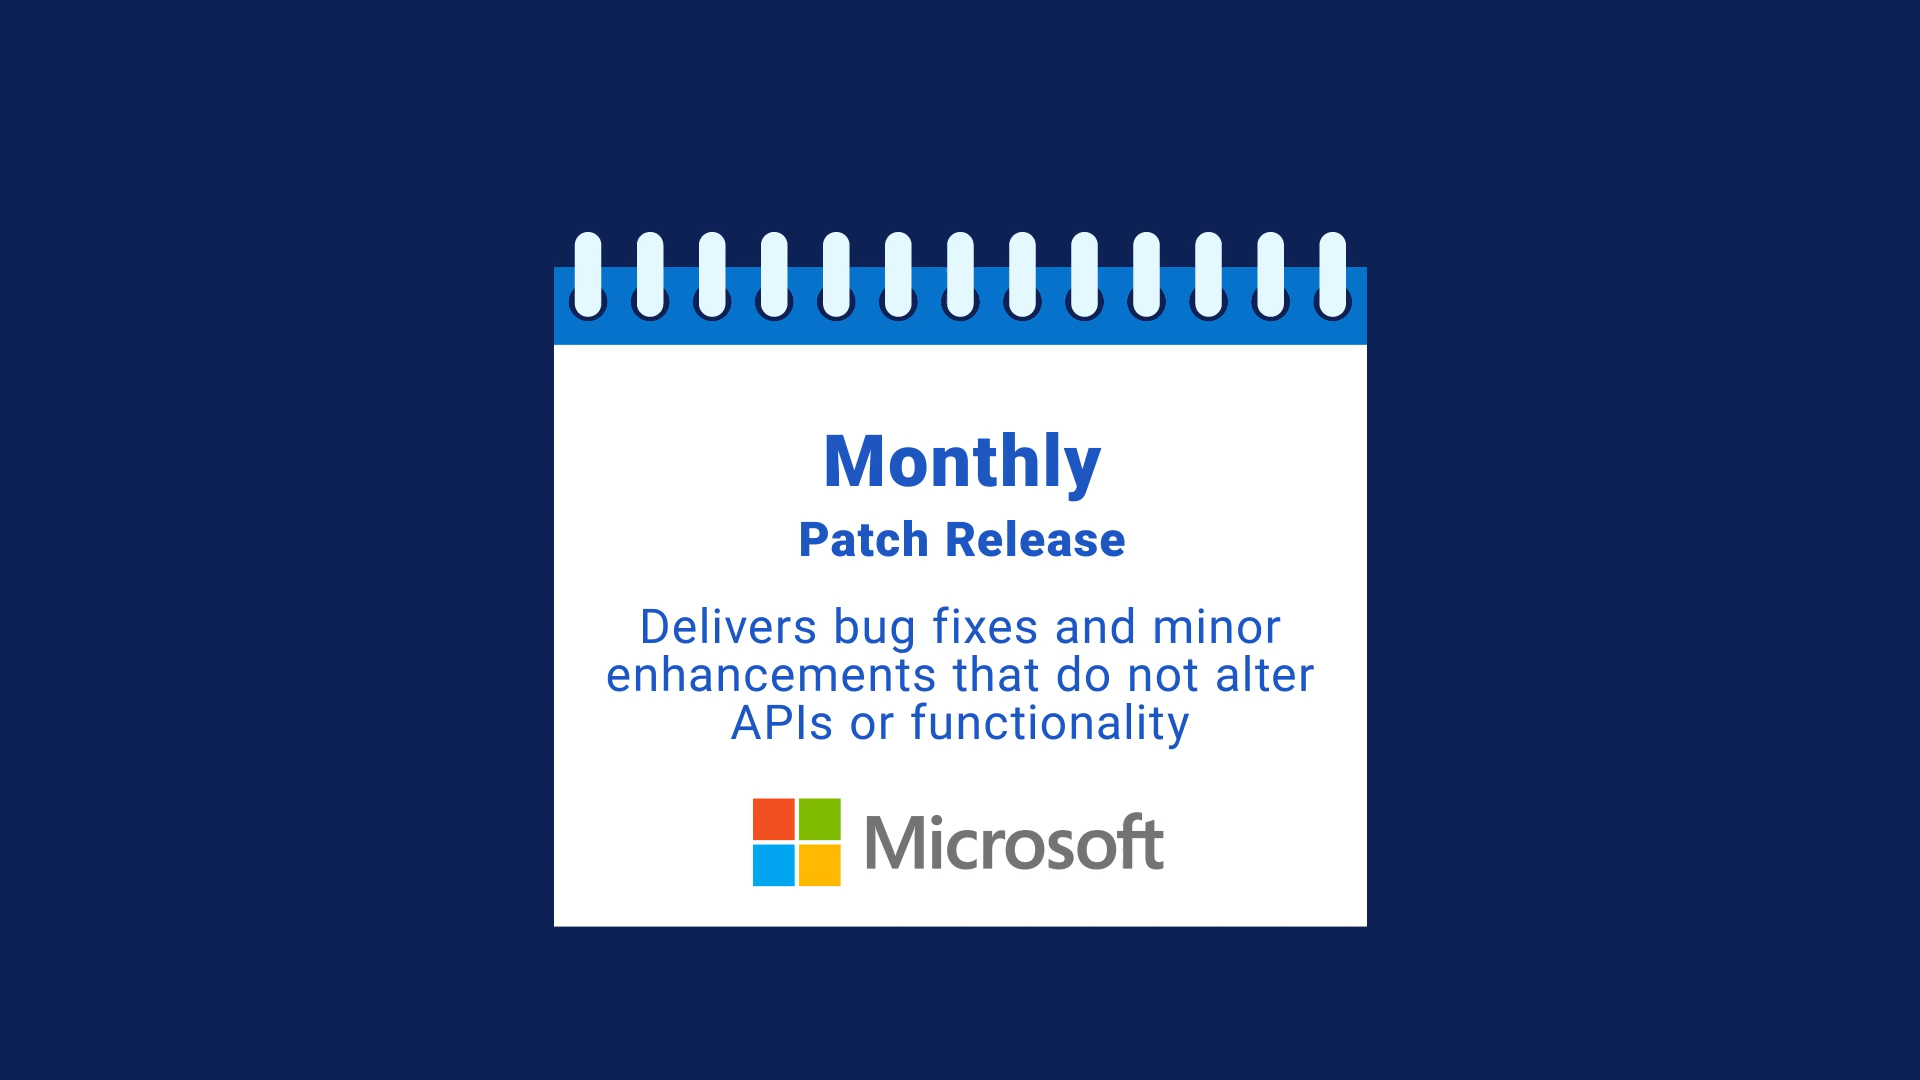 Monthly
Patch Release
Delivers bug fixes and minor
enhancements that do not alter
APIs or functionality
Microsoft